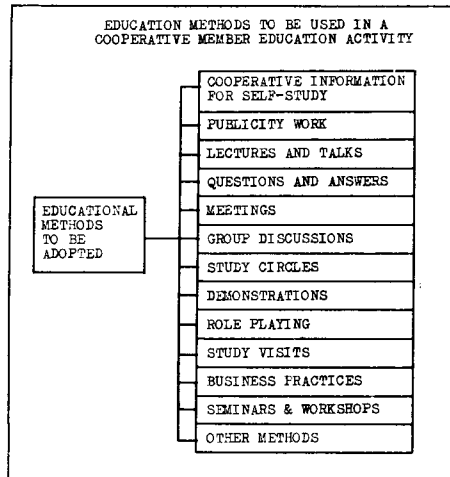 EDUCATION METHODS TO BE USED IN A
COOPERATIVE MEMBER EDUCATION ACTIVITY
EDUCATIONAL
METHODS
TO BE
ADOPTED
COOPERATIVE INFORMATION
FOR SELF-STUDY
PUBLICITY WORK
LECTURES AND TALKS
QUESTIONS AND ANSWERS
MEETINGS
GROUP DISCUSSIONS
STUDY CIRCLES
DEMONSTRATIONS
ROLE PLAYING
STUDY VISITS
BUSINESS PRACTICES
SEMINARS & WORKSHOPS
OTHER METHODS